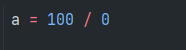 a = 100 / 0